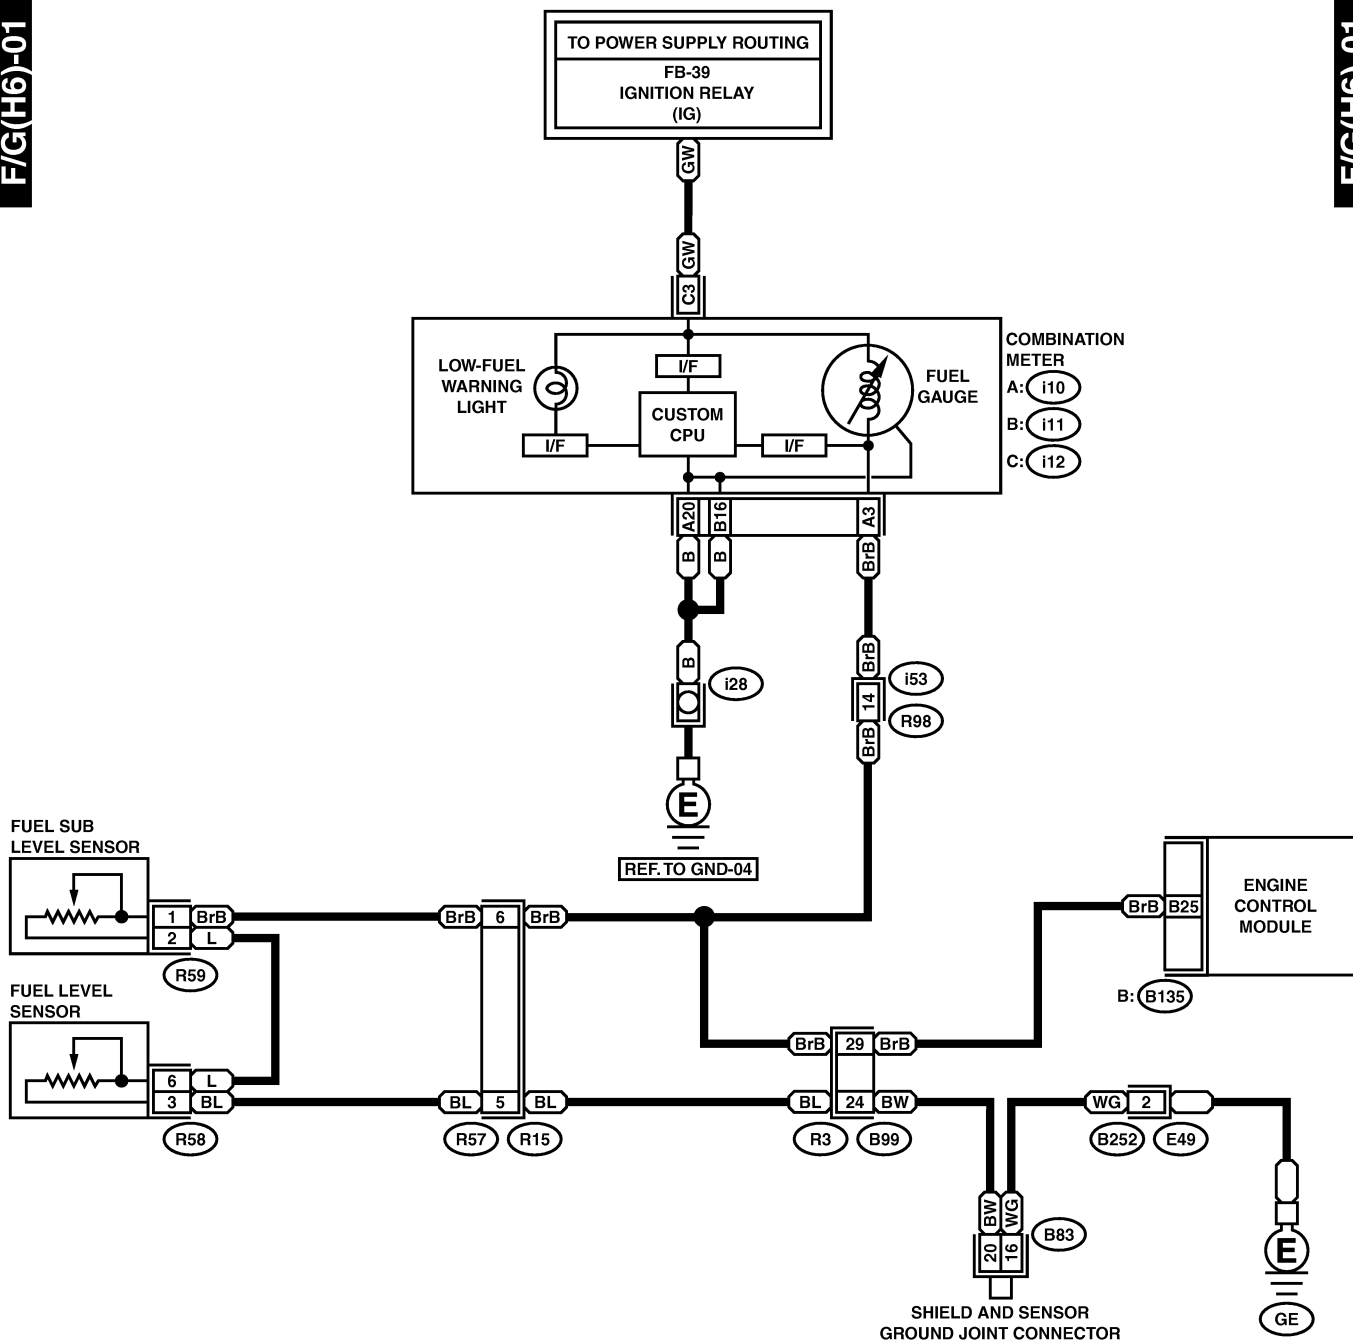 F/G(H6)-01
F/G(H6)-01
TO POWER SUPPLY ROUTING
FB-39
IGNITION RELAY
(IG)
GW
GW
C3
COMBINATION
METER
A: i10
B: i11
C: i12
LOW-FUEL
WARNING
LIGHT
I/F
CUSTOM
CPU
I/F
I/F
FUEL
GAUGE
A20
B16
A3
B
B
BrB
B
i28
BrB
i53
14
R98
BrB
E
REF. TO GND-04
FUEL SUB
LEVEL SENSOR
1 BrB
2 L
R59
BrB 6 BrB
FUEL LEVEL
SENSOR
6 L
3 BL
R58
BL 5 BL
R57 R15
BrB 29 BrB
BL 24 BW
R3 B99
BrB B25
ENGINE
CONTROL
MODULE
B: B135
WG 2
B252 E49
BW WG
20 16
B83
SHIELD AND SENSOR
GROUND JOINT CONNECTOR
E
GE